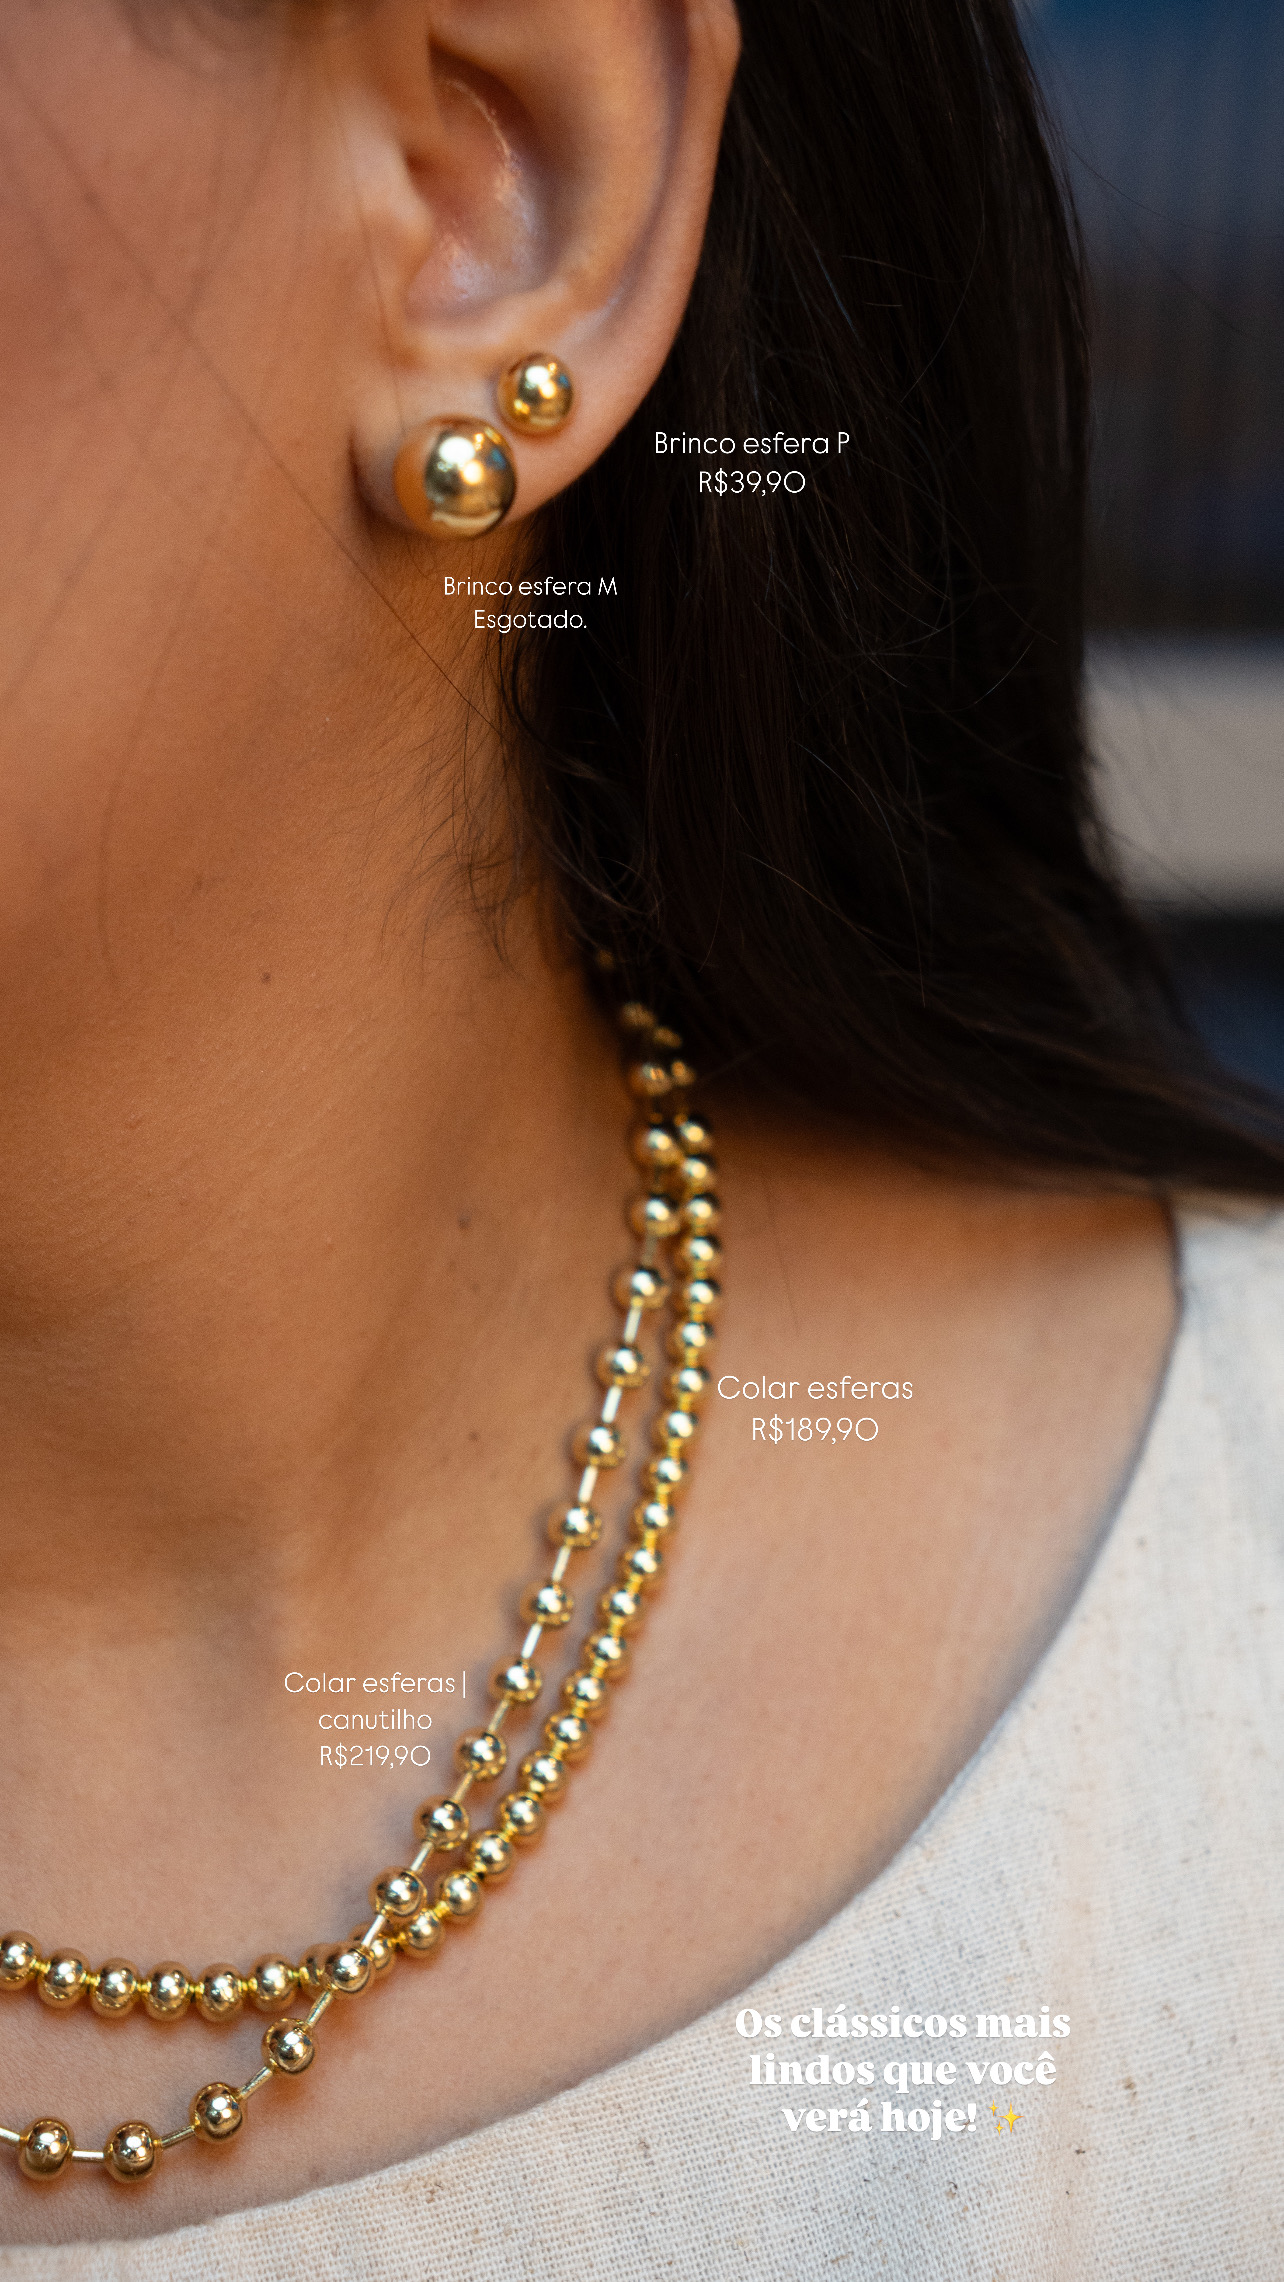 Brinco esfera P
R$39,90
Brinco esfera M
Esgotado.
Colar esferas
R$189,90
Colar esferas |
canutilho
R$219,90
Os clássicos mais
lindos que você
verá hoje! ✨